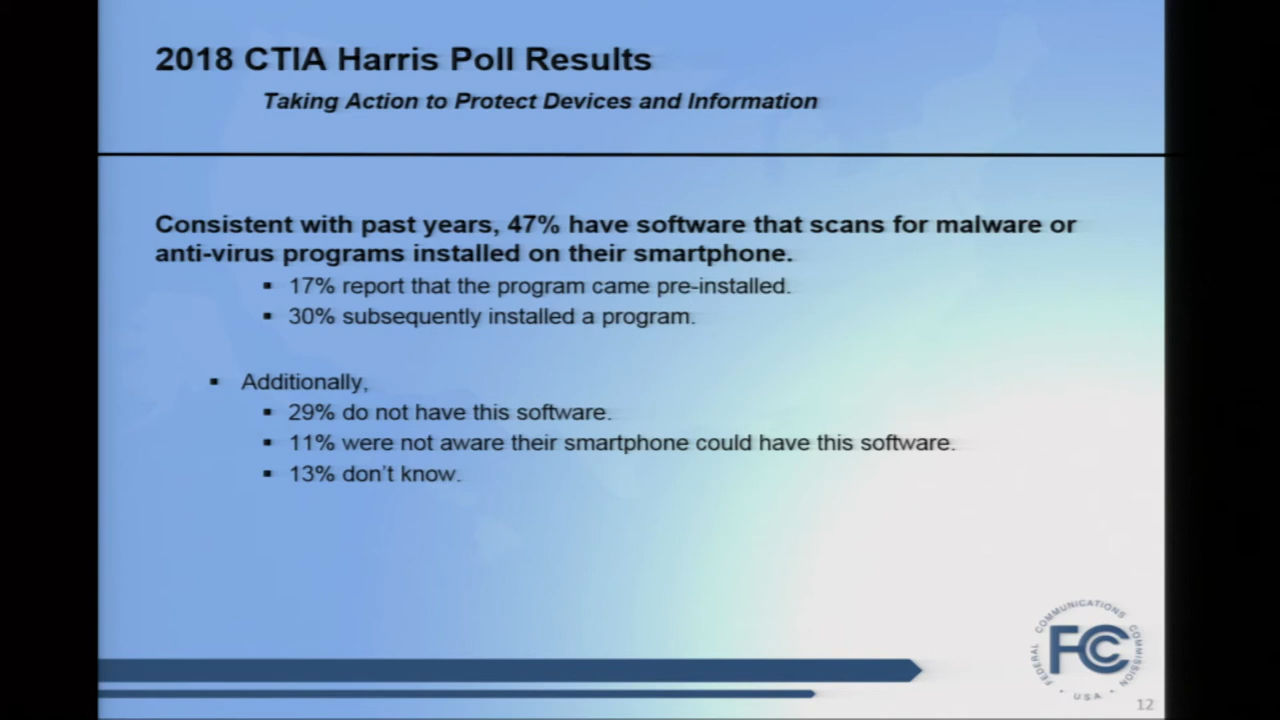 2018 CTIA Harris Poll Results
Taking Action to Protect Devices and Information
Consistent with past years, 47% have software that scans for malware or
anti-virus programs installed on their smartphone.
▪ 17% report that the program came pre-installed.
▪ 30% subsequently installed a program.
▪ Additionally,
▪ 29% do not have this software.
▪ 11% were not aware their smartphone could have this software.
▪ 13% don't know.
FEDERAL COMMUNICATIONS COMMISSION
FCC
• USA •
12